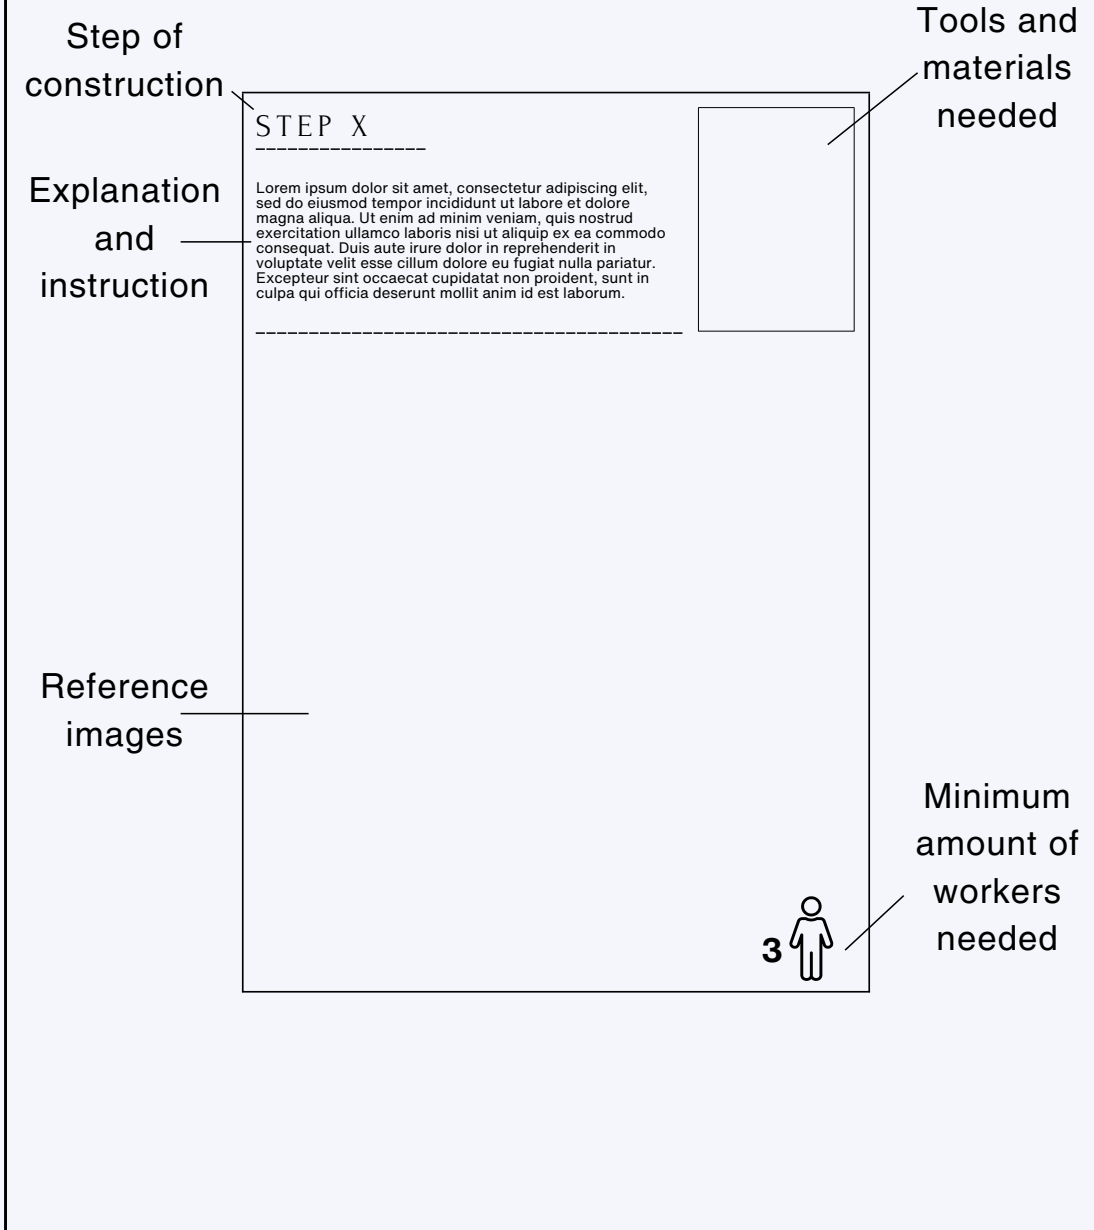 Step of
construction
Tools and
materials
needed
STEP X
Explanation
and
instruction
Lorem ipsum dolor sit amet, consectetur adipiscing elit,
sed do eiusmod tempor incididunt ut labore et dolore
magna aliqua. Ut enim ad minim veniam, quis nostrud
exercitation ullamco laboris nisi ut aliquip ex ea commodo
consequat. Duis aute irure dolor in reprehenderit in
voluptate velit esse cillum dolore eu fugiat nulla pariatur.
Excepteur sint occaecat cupidatat non proident, sunt in
culpa qui officia deserunt mollit anim id est laborum.
Reference
images
Minimum
amount of
workers
needed
3